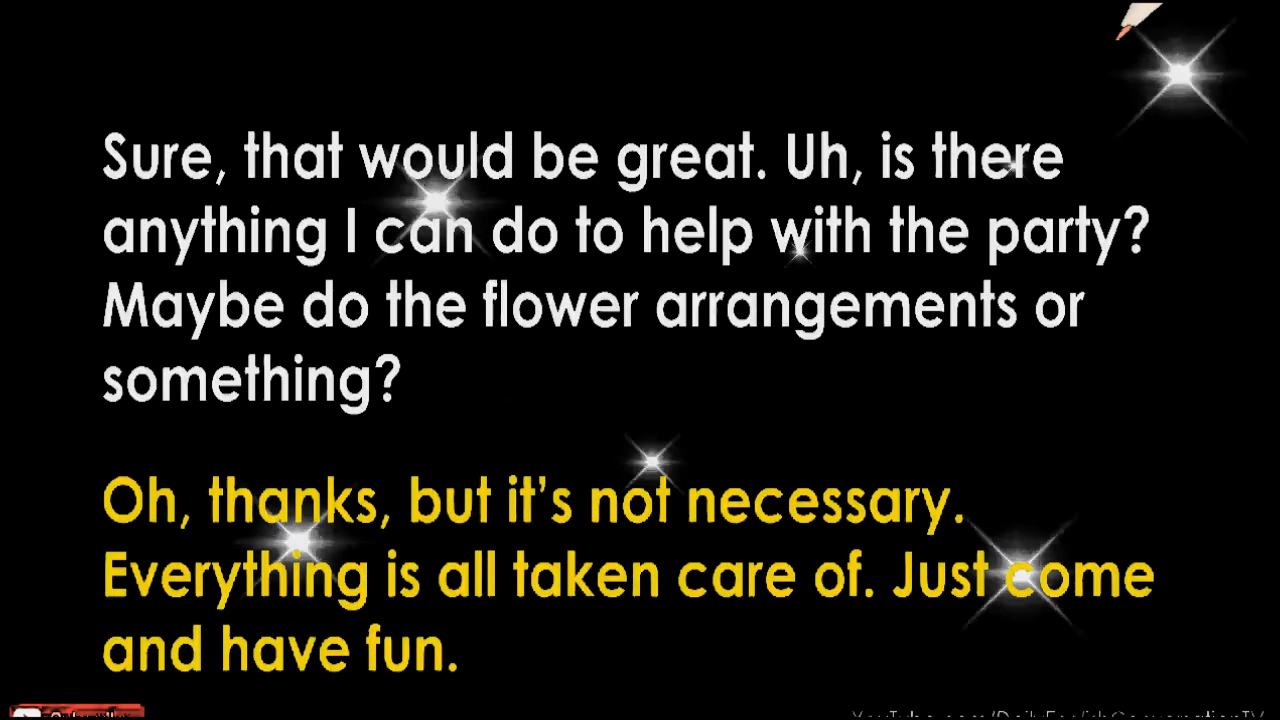 Sure, that would be great. Uh, is there
anything I can do to help with the party?
Maybe do the flower arrangements or
something?
Oh, thanks, but it's not necessary.
Everything is all taken care of. Just come
and have fun.